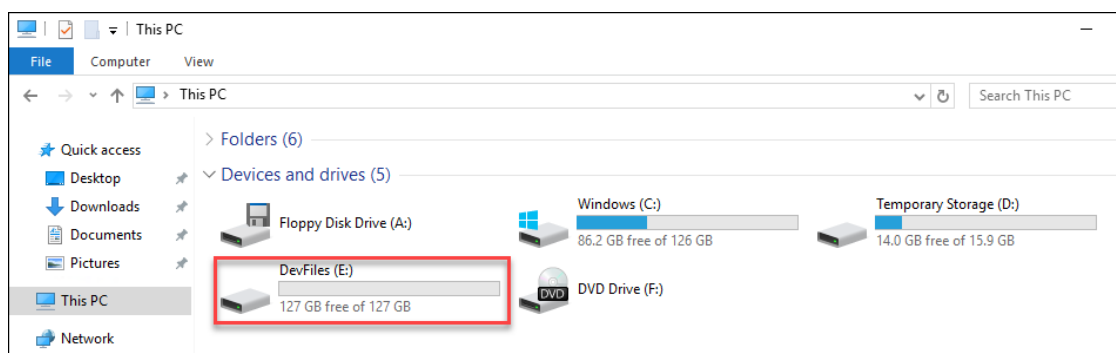 This PC
File Computer View
This PC
Search This PC
Quick access
Desktop
Downloads
Documents
Pictures
This PC
Network
Folders (6)
Devices and drives (5)
Floppy Disk Drive (A:)
Windows (C:)
86.2 GB free of 126 GB
Temporary Storage (D:)
14.0 GB free of 15.9 GB
DevFiles (E:)
127 GB free of 127 GB
DVD
DVD Drive (F:)